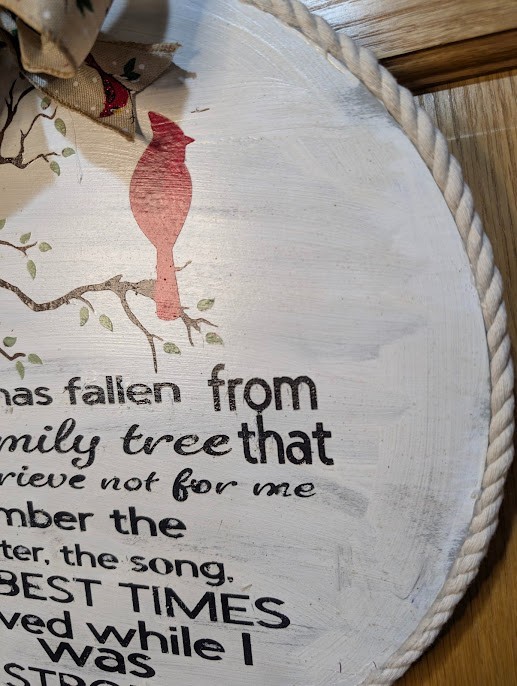 has fallen from
mily tree that
rieve not for me
mber the
ter, the song.
BEST TIMES
ved while I
was
STRO